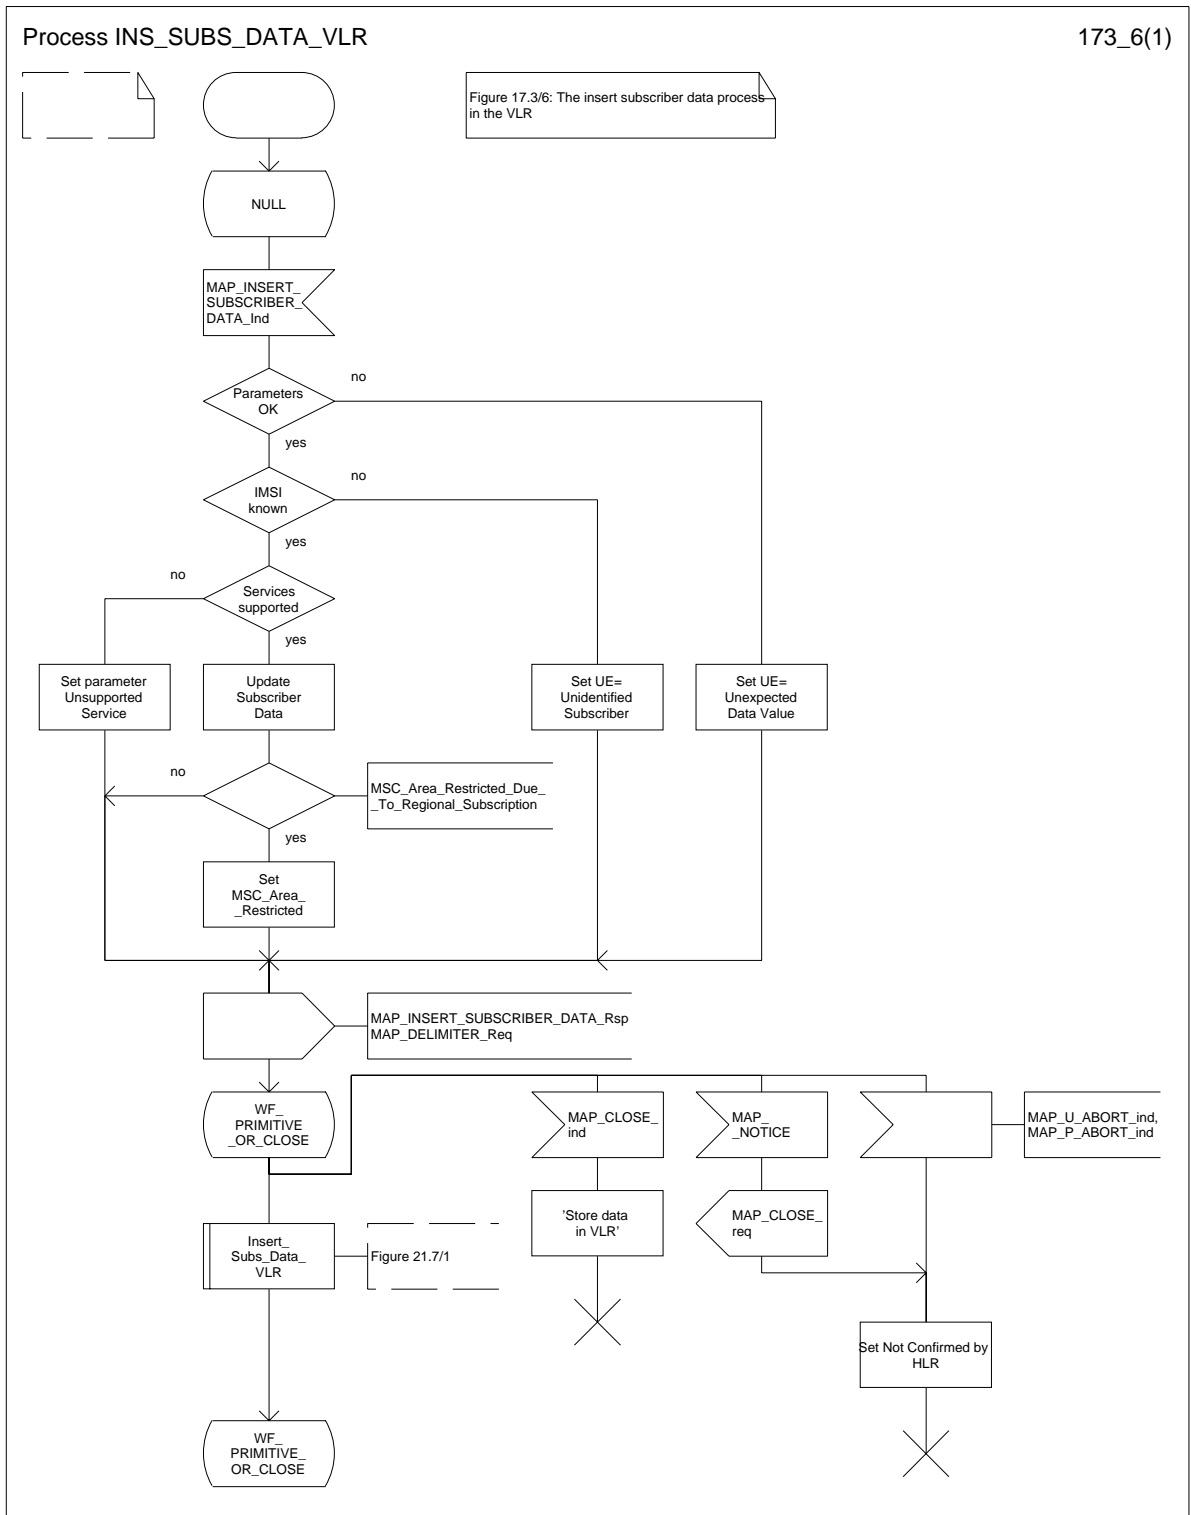 Process INS_SUBS_DATA_VLR
173_6(1)
Figure 17.3/6: The insert subscriber data process
in the VLR
NULL
MAP_INSERT_
SUBSCRIBER_
DATA_Ind
Parameters
OK
no
yes
IMSI
known
no
yes
Services
supported
no
yes
Set parameter
Unsupported
Service
Update
Subscriber
Data
Set UE=
Unidentified
Subscriber
Set UE=
Unexpected
Data Value
no
MSC_Area_Restricted_Due_
_To_Regional_Subscription
yes
Set
MSC_Area_
_Restricted
MAP_INSERT_SUBSCRIBER_DATA_Rsp
MAP_DELIMITER_Req
WF_
PRIMITIVE
_OR_CLOSE
MAP_CLOSE_
ind
MAP_
_NOTICE
MAP_U_ABORT_ind,
MAP_P_ABORT_ind
'Store data
in VLR'
MAP_CLOSE_
req
Insert_
Subs_Data_
VLR
Figure 21.7/1
Set Not Confirmed by
HLR
WF_
PRIMITIVE_
OR_CLOSE